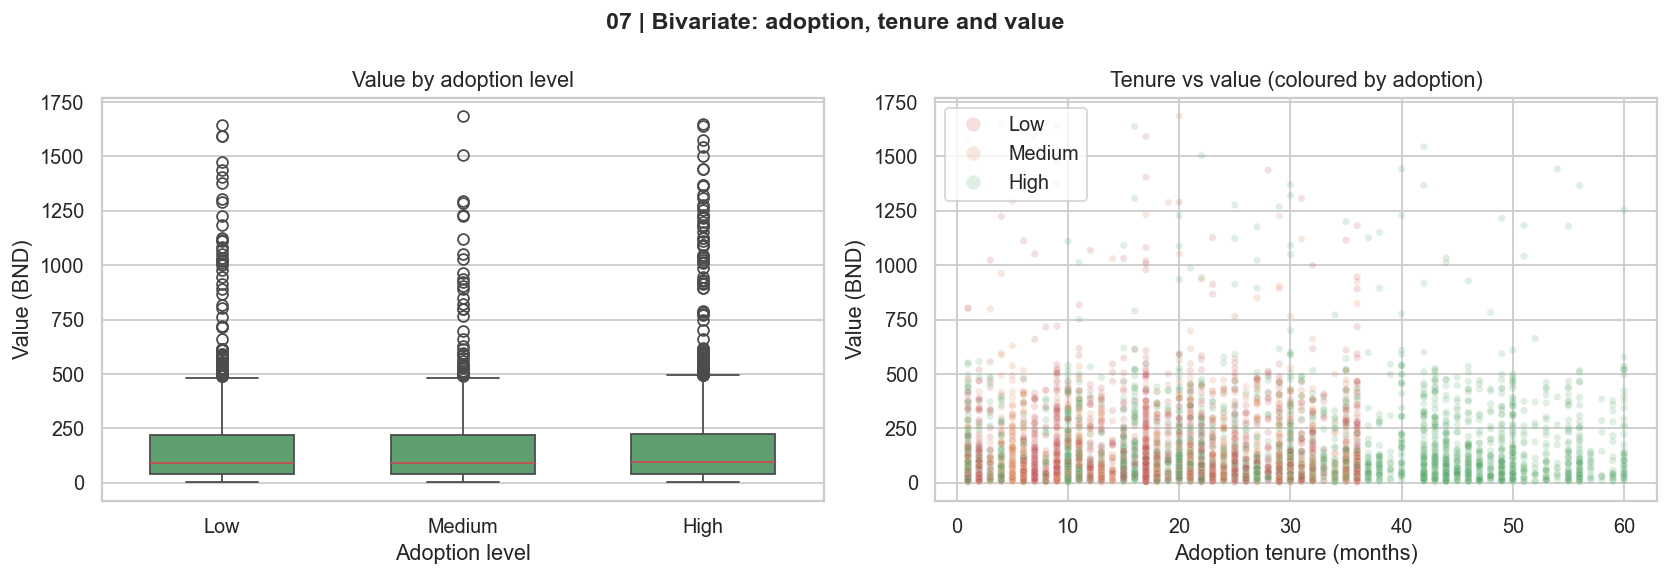 07 | Bivariate: adoption, tenure and value
Value by adoption level
1750
1500
1250
1000
750
500
250
0
Value (BND)
Low
Medium
High
Adoption level
Tenure vs value (coloured by adoption)
1750
1500
1250
1000
750
500
250
0
Value (BND)
Low
Medium
High
0 10 20 30 40 50 60
Adoption tenure (months)